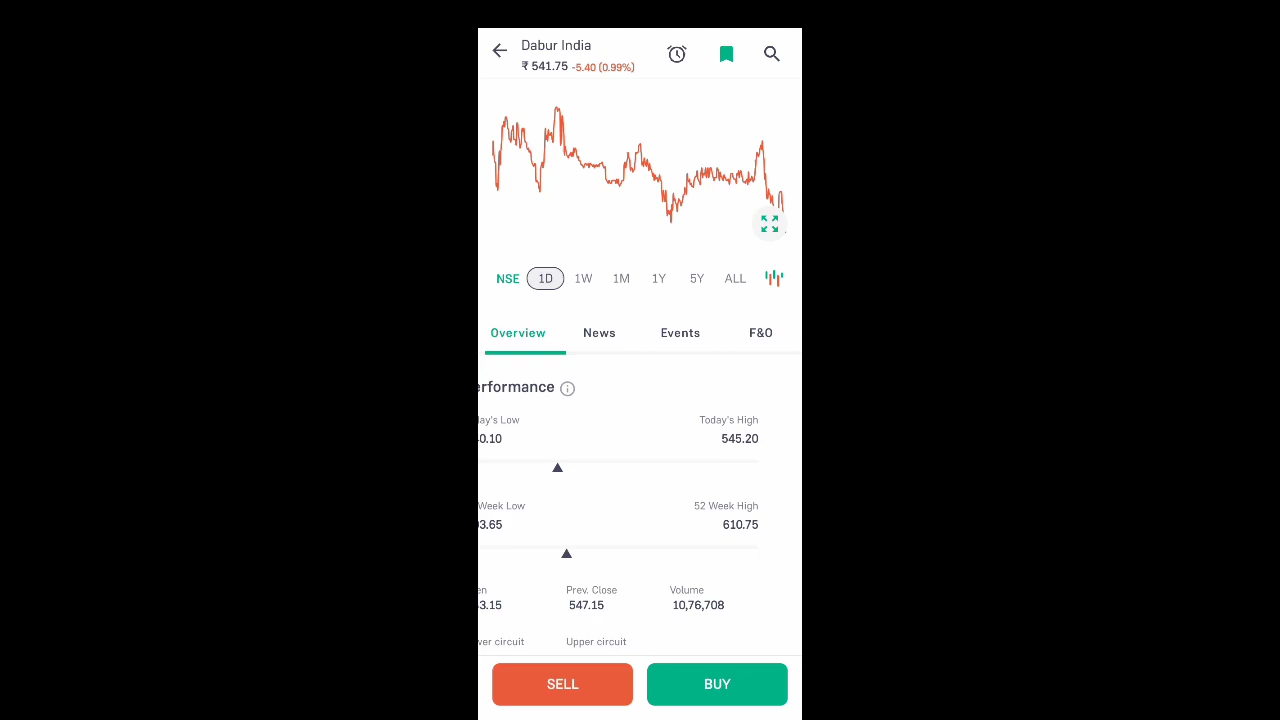 Dabur India
₹ 541.75 -5.40 (0.99%)
NSE 1D 1W 1M 1Y 5Y ALL
Overview News Events F&O
erformance
lay's Low Today's High
0.10 545.20
Week Low 52 Week High
3.65 610.75
en Prev. Close Volume
3.15 547.15 10,76,708
wer circuit Upper circuit
SELL BUY